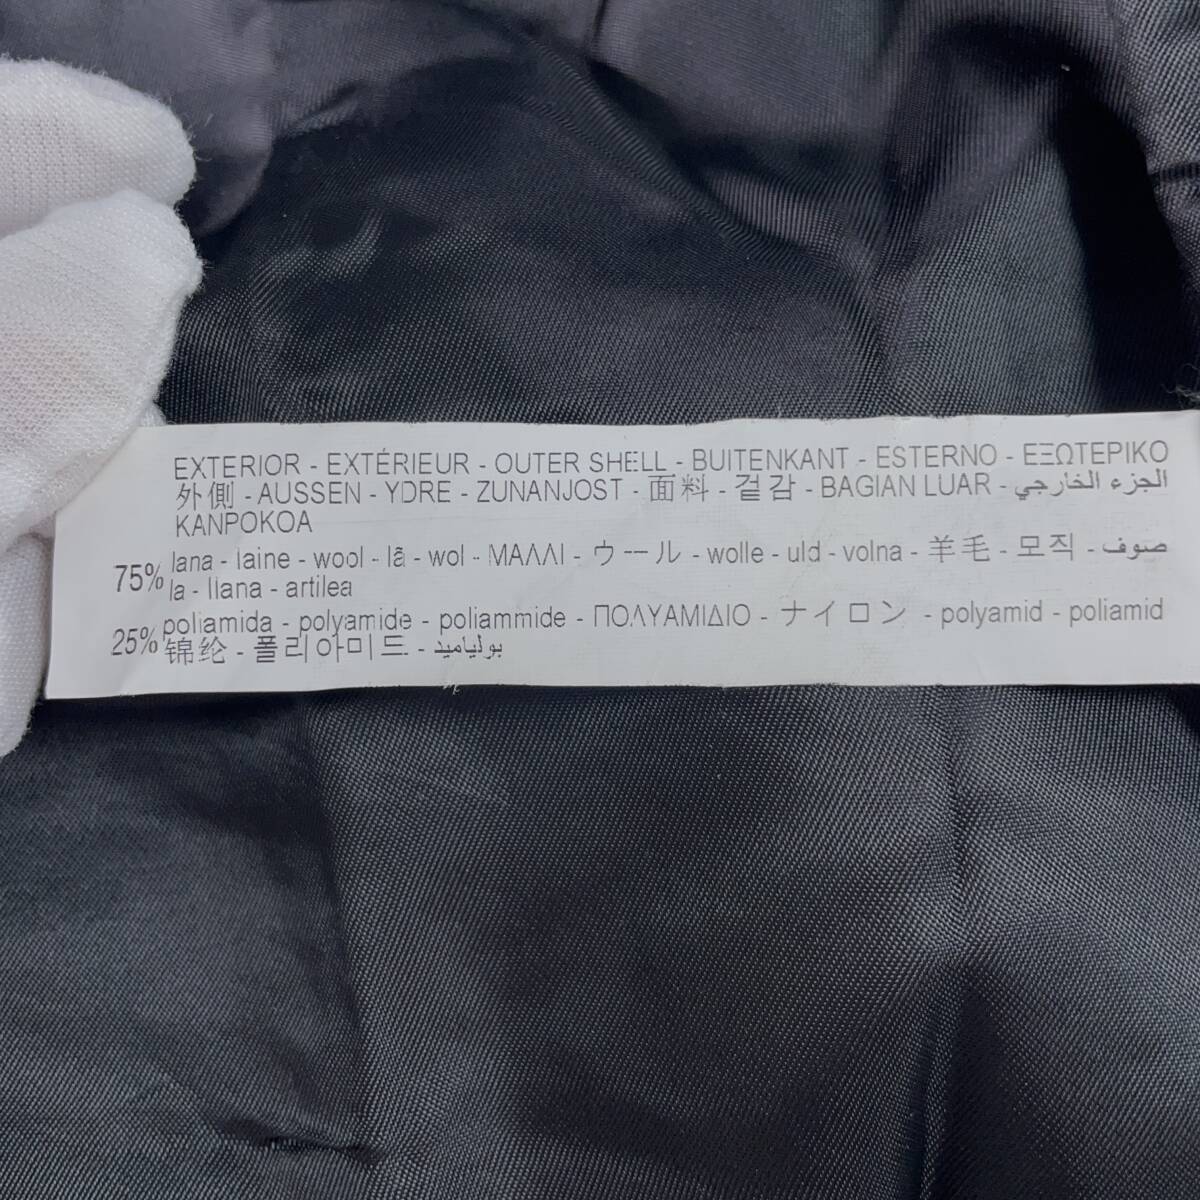 EXTERIOR - EXTÉRIEUR - OUTER SHELL - BUITENKANT - ESTERNO - ΕΞΩΤΕΡΙΚΟ
外側 - AUSSEN - YDRE - ZUNANJOST - 面料 - 겉감 - BAGIAN LUAR - الجزء الخارجي
KANPOKOA
75% lana - laine - wool - lã - wol - ΜΑΛΛΙ - ウール - wolle - uld - volna - 羊毛 - 모직 - صوف
la - llana - artilea
25% poliamida - polyamide - poliammide - ΠΟΛΥΑΜΙΔΙΟ - ナイロン - polyamid - poliamid
锦纶 - 폴리아미드 - بولياميد